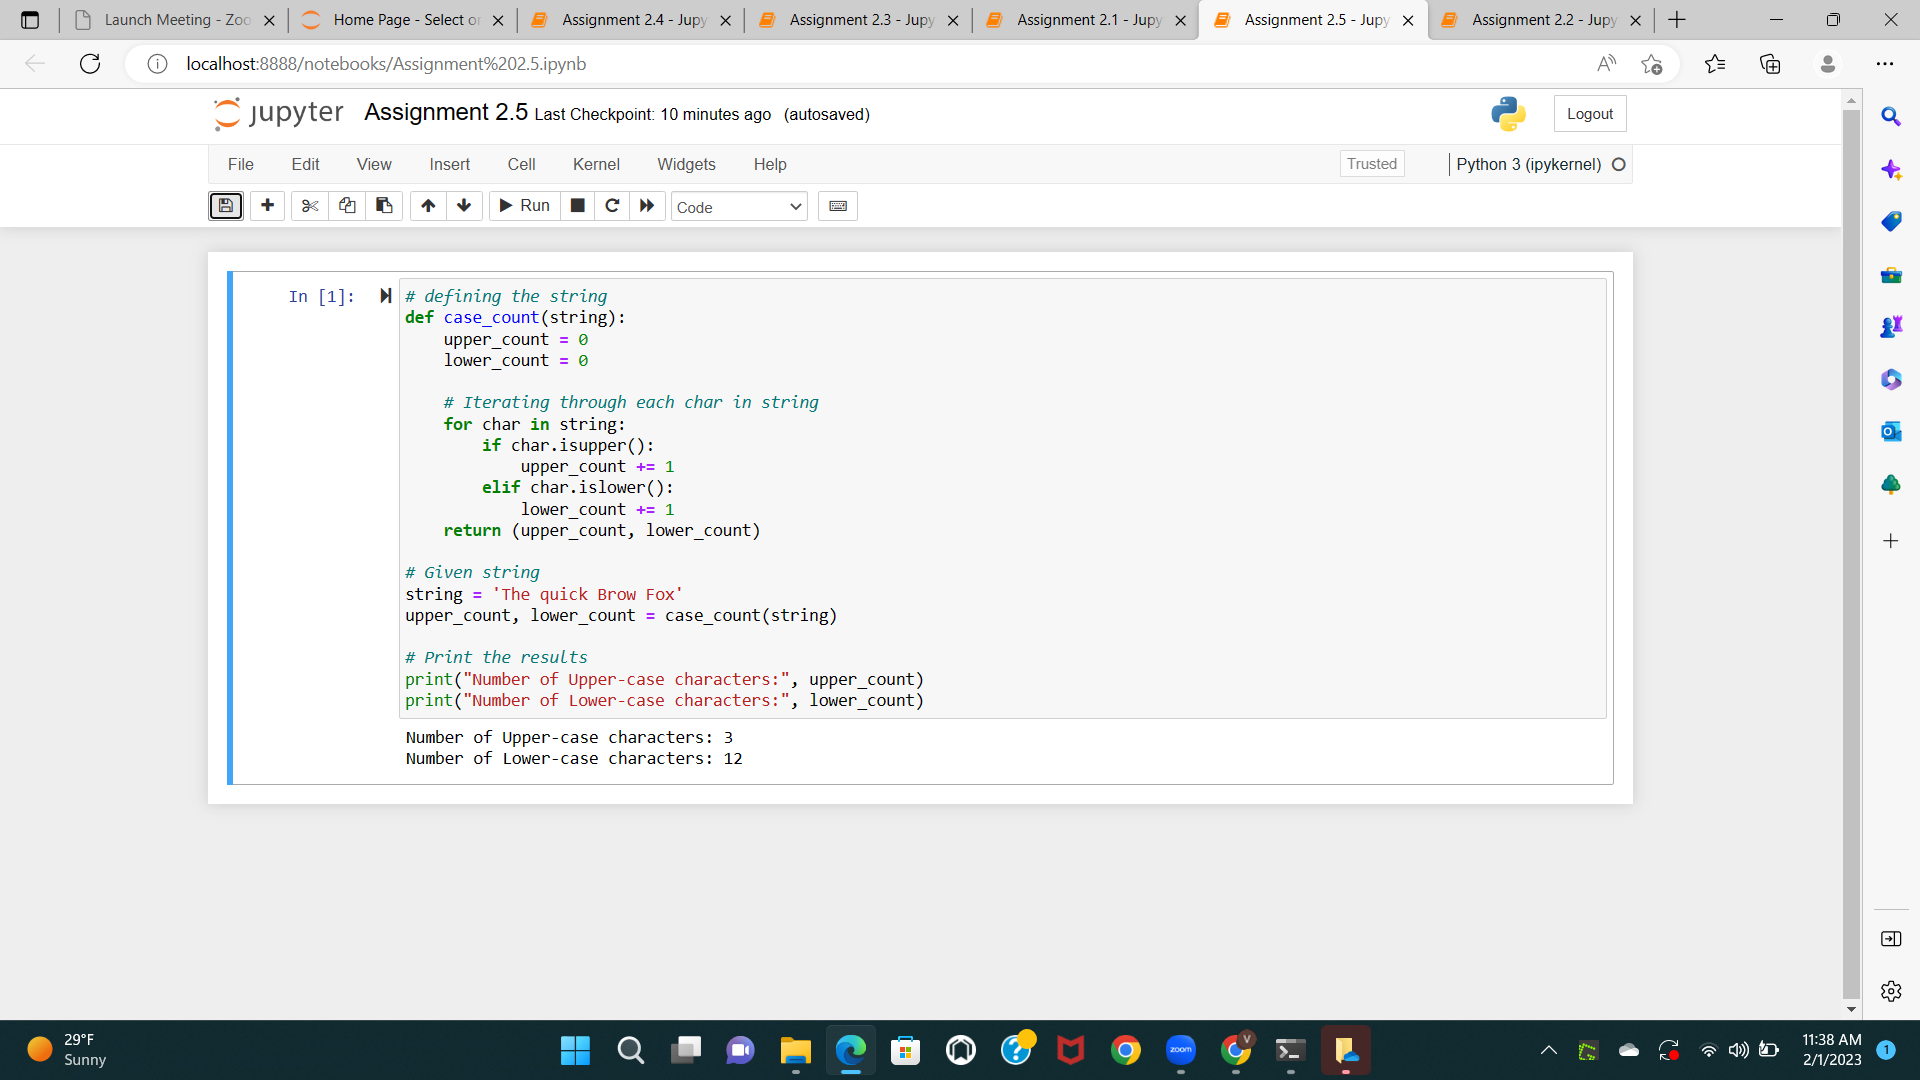 Launch Meeting - Zoo
Home Page - Select or
Assignment 2.4 - Jupy
Assignment 2.3 - Jupy
Assignment 2.1 - Jupy
Assignment 2.5 - Jupy
Assignment 2.2 - Jupy
localhost:8888/notebooks/Assignment%202.5.ipynb
jupyter Assignment 2.5 Last Checkpoint: 10 minutes ago (autosaved)
Logout
File Edit View Insert Cell Kernel Widgets Help
Trusted
Python 3 (ipykernel)
Run
Code
In [1]:
# defining the string
def case_count(string):
    upper_count = 0
    lower_count = 0

    # Iterating through each char in string
    for char in string:
        if char.isupper():
            upper_count += 1
        elif char.islower():
            lower_count += 1
    return (upper_count, lower_count)

# Given string
string = 'The quick Brow Fox'
upper_count, lower_count = case_count(string)

# Print the results
print("Number of Upper-case characters:", upper_count)
print("Number of Lower-case characters:", lower_count)
Number of Upper-case characters: 3
Number of Lower-case characters: 12
29°F
Sunny
zoom
V
11:38 AM
2/1/2023
1